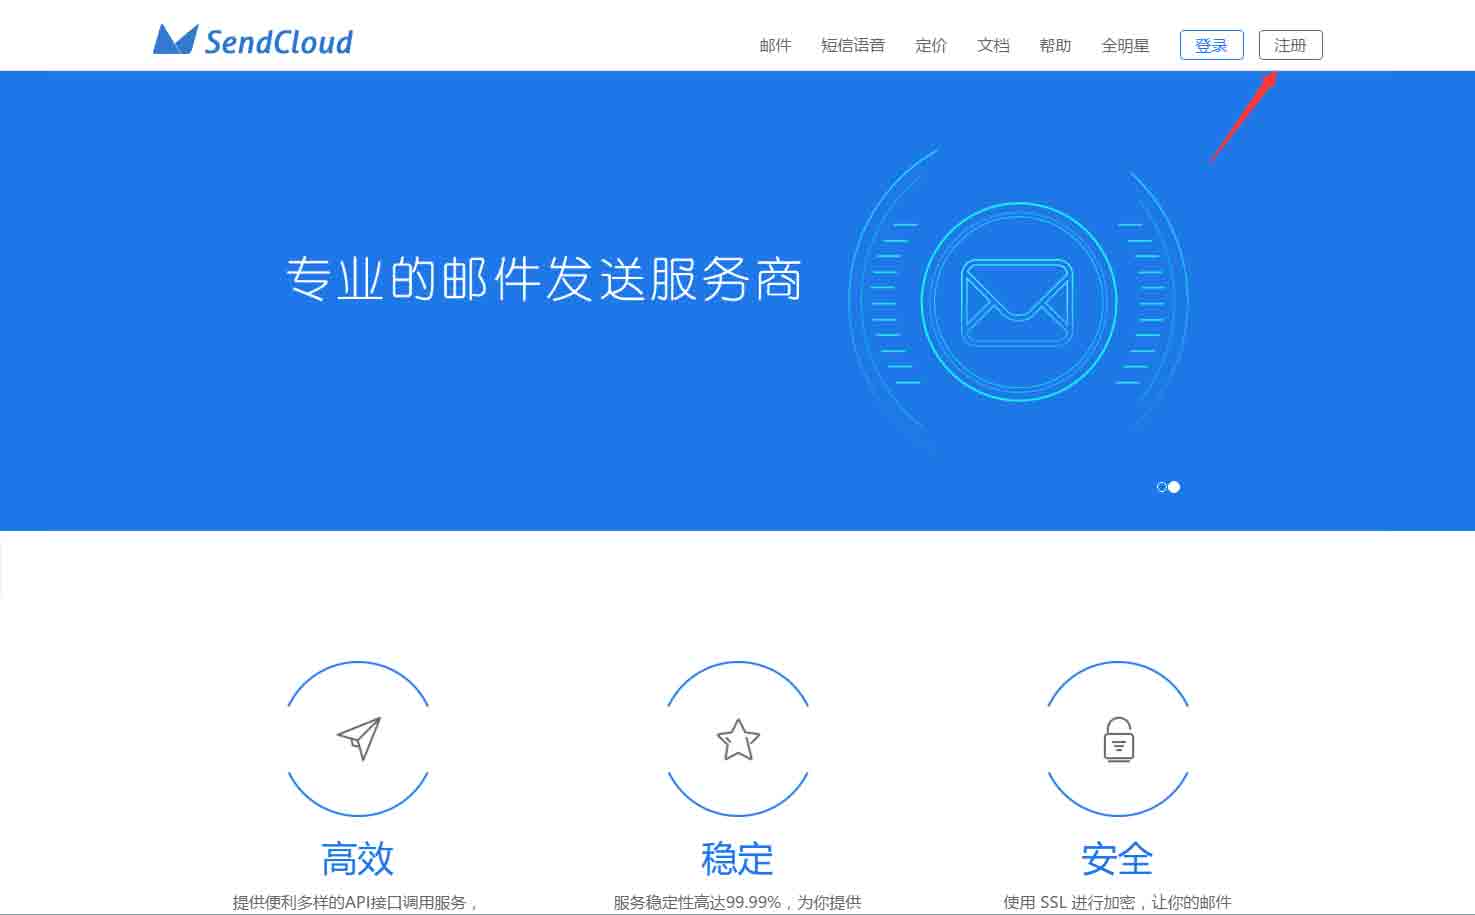 SendCloud
邮件 短信语音 定价 文档 帮助 全明星 登录 注册
专业的邮件发送服务商
高效 稳定 安全
提供便利多样的API接口调用服务， 服务稳定性高达99.99%，为你提供 使用 SSL 进行加密，让你的邮件